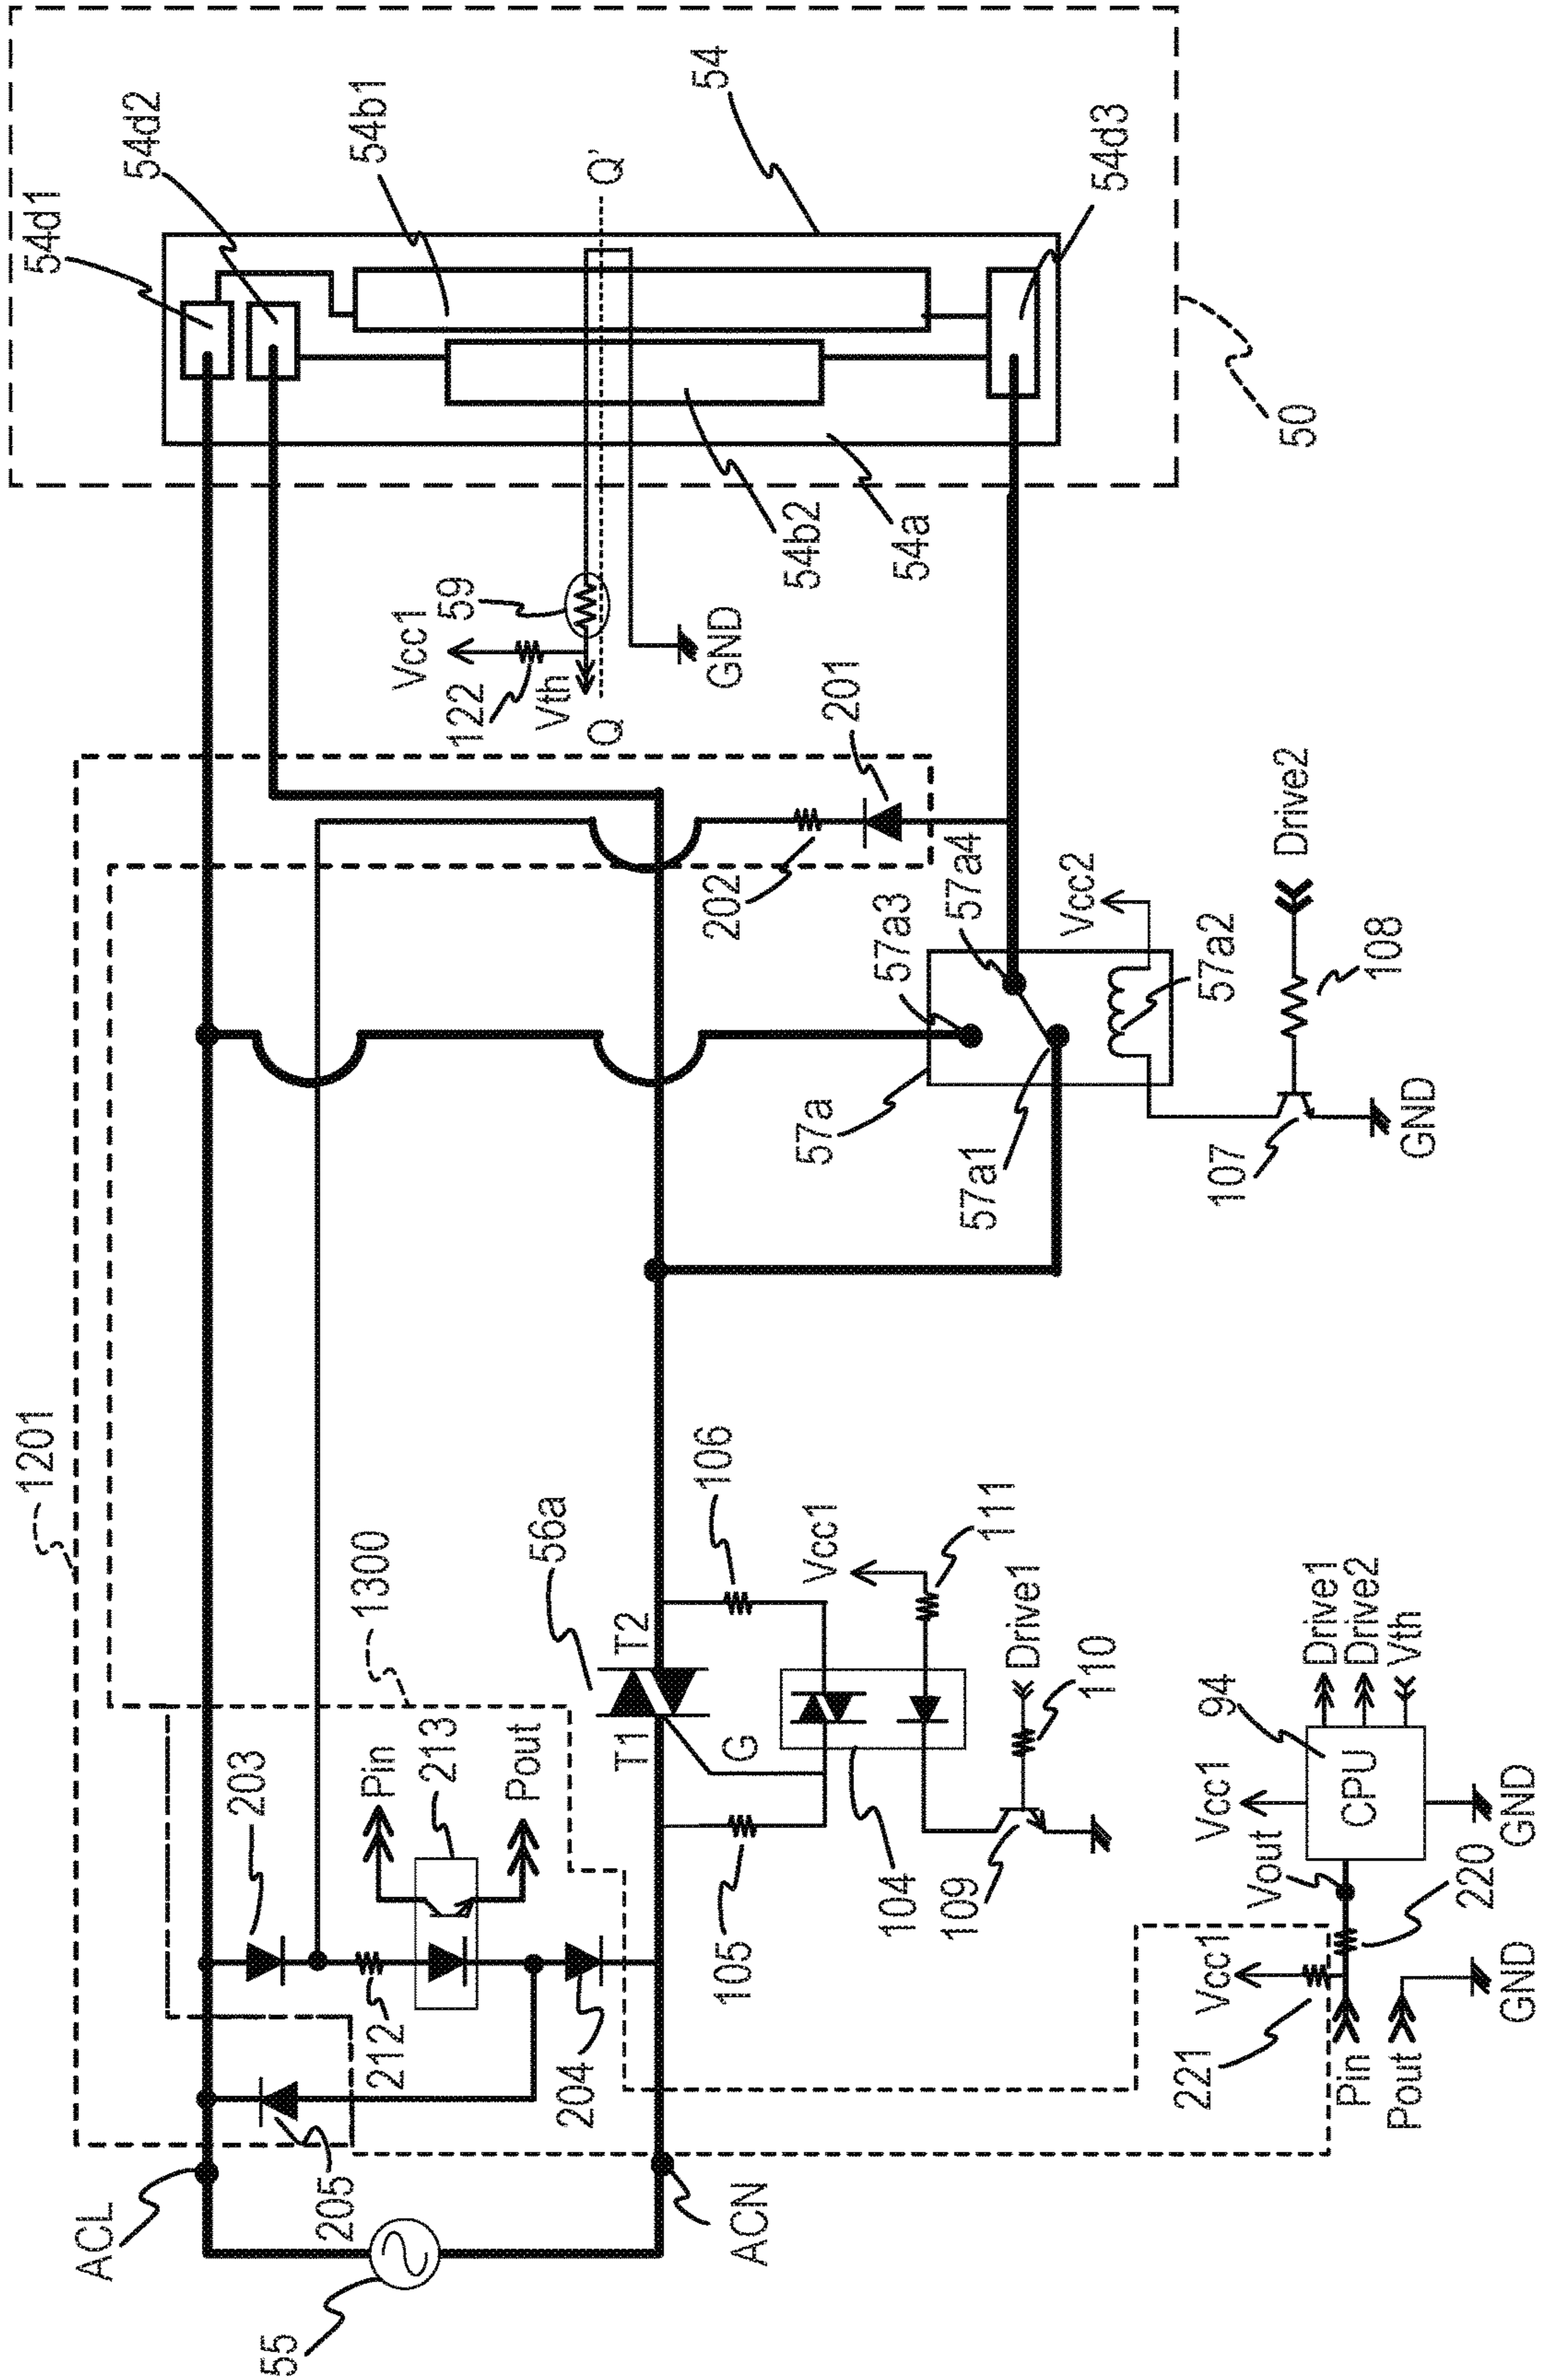 54
54d2
54b1
54d1
Q'
54d3
50
54b2
54a
59
Vcc1
GND
122
Vth
Q
201
Drive2
202
57a4
57a3
Vcc2
57a2
108
57a
57a1
107
GND
1201
106
56a
1300
Vcc1
111
T2
Drive1
110
Drive1
Drive2
Vth
203
Pin
213
Pout
T1
G
94
CPU
Vcc1
GND
104
109
Vout
220
105
212
204
Vcc1
221
GND
Pin
Pout
205
ACL
ACN
55